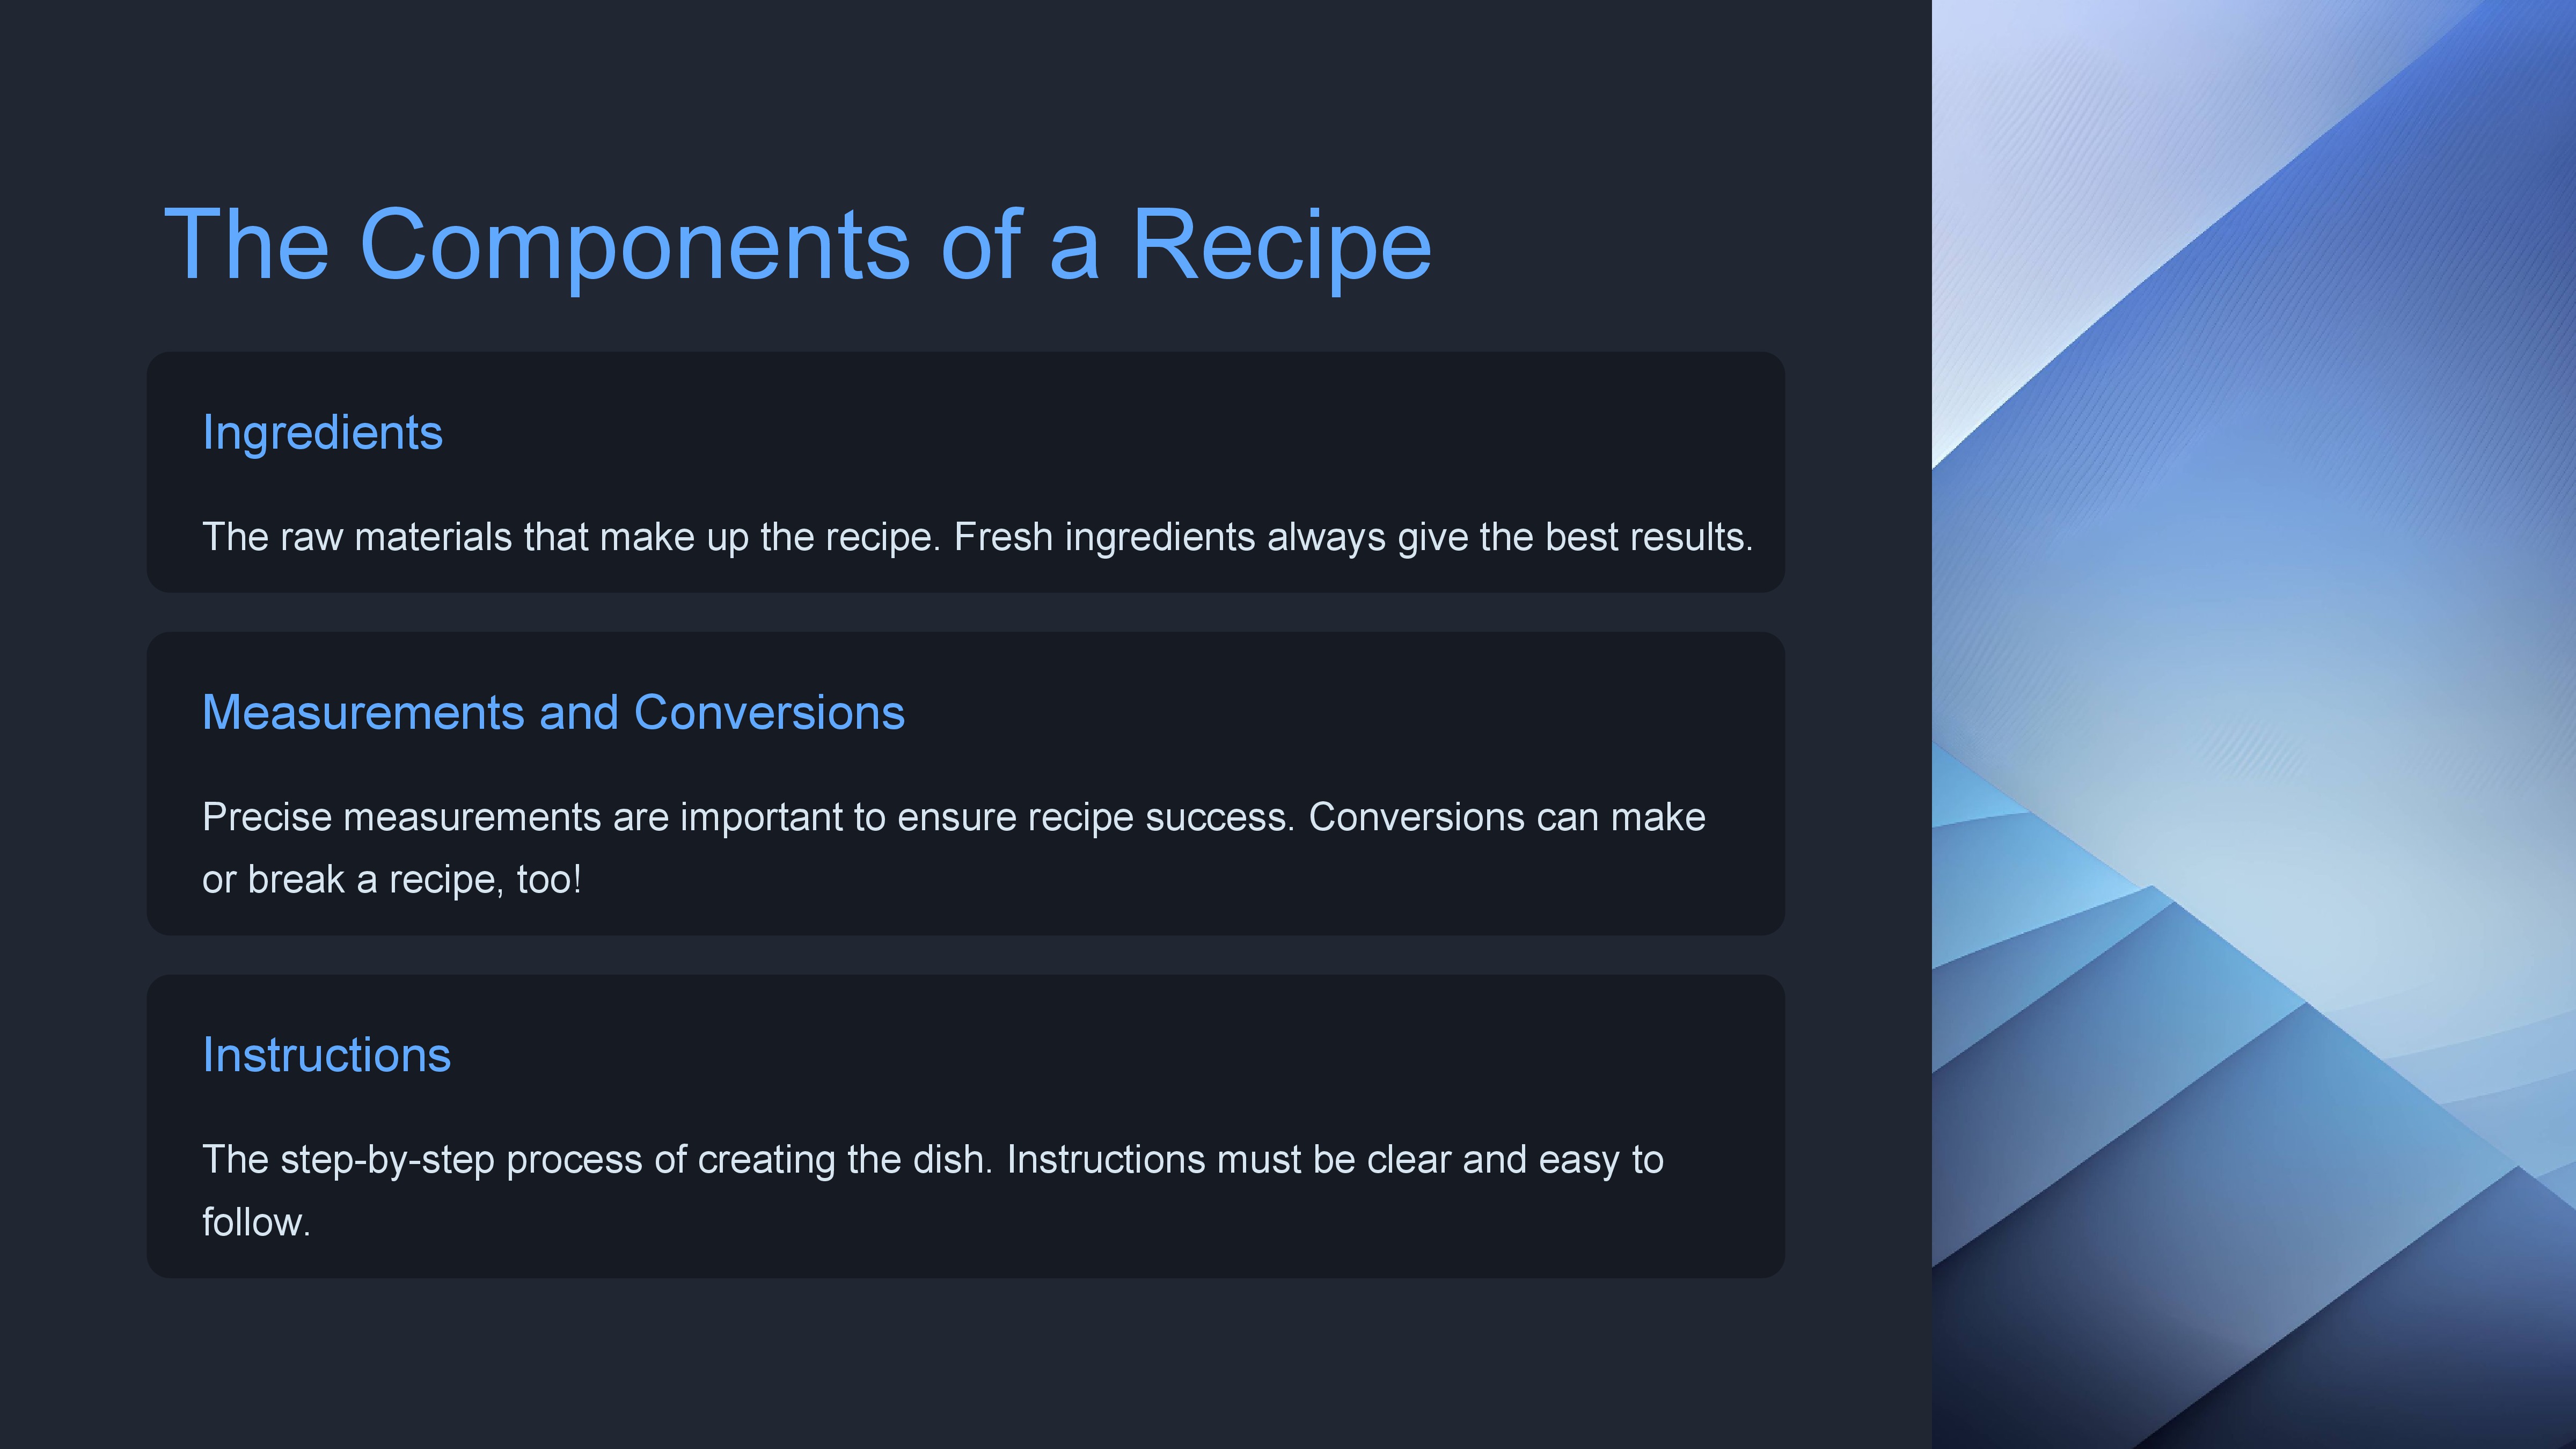 The Components of a Recipe
Ingredients
The raw materials that make up the recipe. Fresh ingredients always give the best results.
Measurements and Conversions
Precise measurements are important to ensure recipe success. Conversions can make
or break a recipe, too!
Instructions
The step-by-step process of creating the dish. Instructions must be clear and easy to
follow.